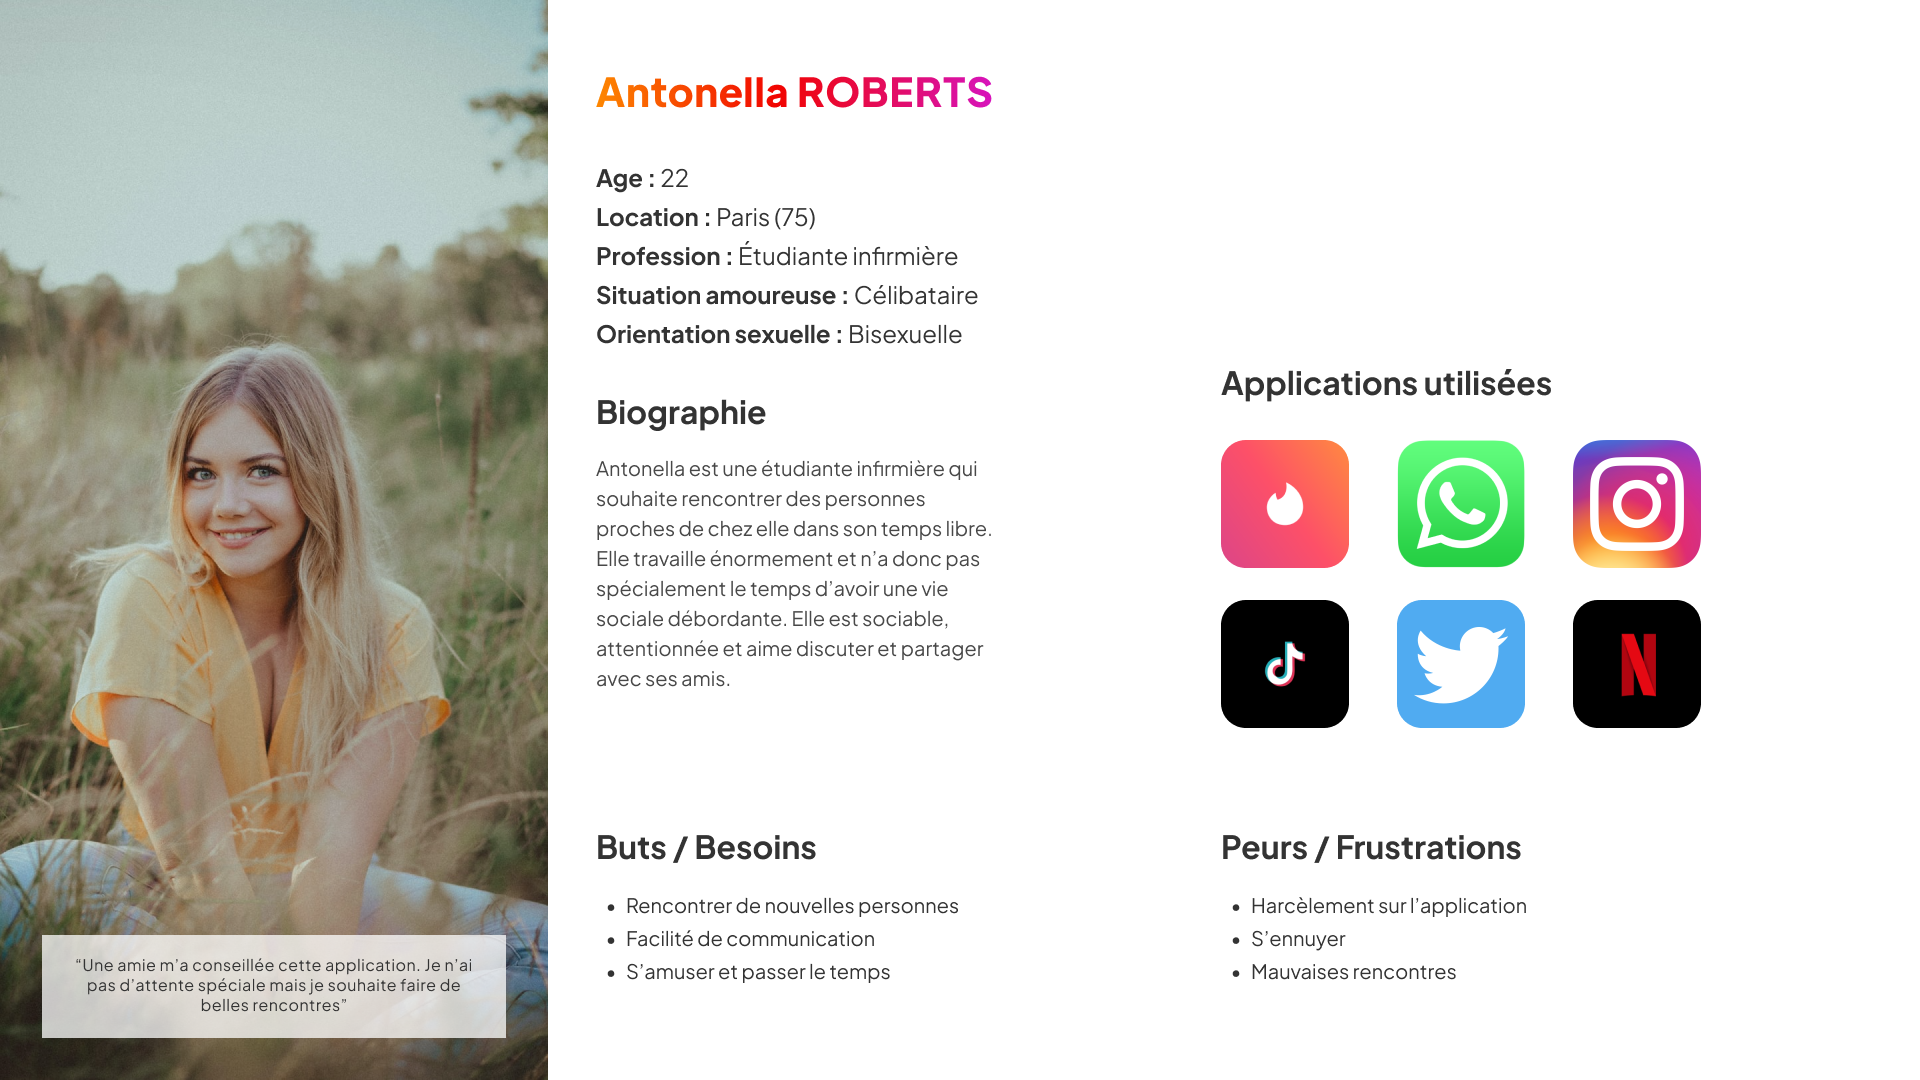 Antonella ROBERTS
Age : 22
Location : Paris (75)
Profession : Étudiante infirmière
Situation amoureuse : Célibataire
Orientation sexuelle : Bisexuelle
Biographie
Antonella est une étudiante infirmière qui
souhaite rencontrer des personnes
proches de chez elle dans son temps libre.
Elle travaille énormement et n’a donc pas
spécialement le temps d’avoir une vie
sociale débordante. Elle est sociable,
attentionnée et aime discuter et partager
avec ses amis.
Applications utilisées
N
Buts / Besoins
Rencontrer de nouvelles personnes
Facilité de communication
S’amuser et passer le temps
Peurs / Frustrations
Harcèlement sur l’application
S’ennuyer
Mauvaises rencontres
“Une amie m’a conseillée cette application. Je n’ai
pas d’attente spéciale mais je souhaite faire de
belles rencontres”